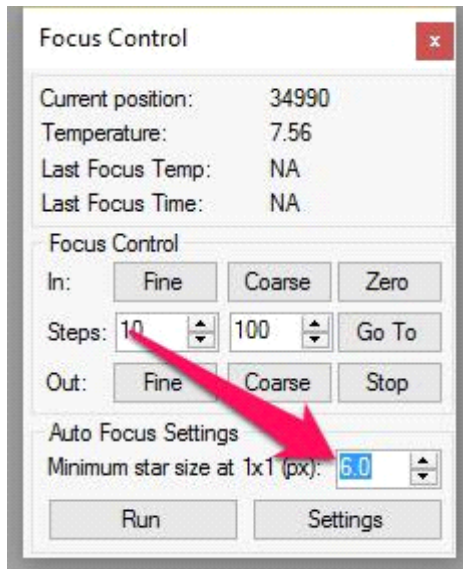 Focus Control
x
Current position: 34990
Temperature: 7.56
Last Focus Temp: NA
Last Focus Time: NA
Focus Control
In: Fine Coarse Zero
Steps: 10 100 Go To
Out: Fine Coarse Stop
Auto Focus Settings
Minimum star size at 1x1 (px): 6.0
Run Settings